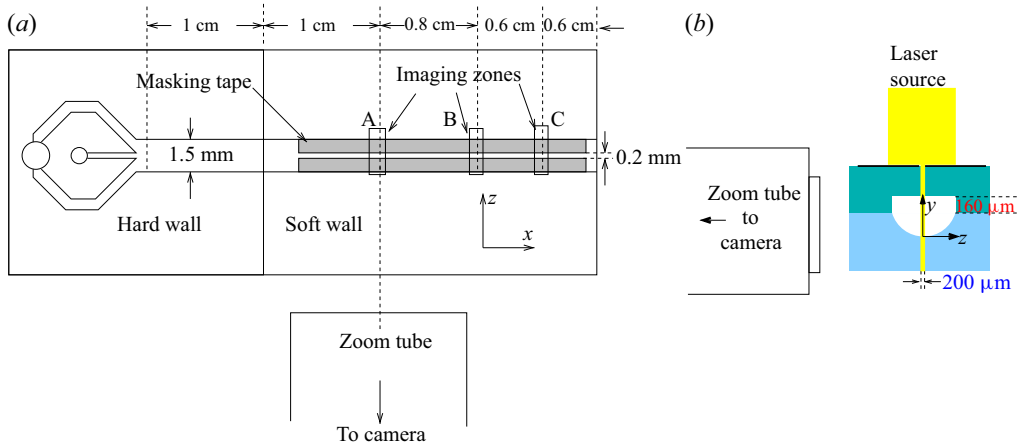 (a)
1 cm
1 cm
0.8 cm
0.6 cm
0.6 cm
Masking tape
Imaging zones
A
B
C
1.5 mm
0.2 mm
Hard wall
Soft wall
z
x
Zoom tube
To camera
(b)
Laser
source
Zoom tube
to
camera
y
160 μm
z
200 μm